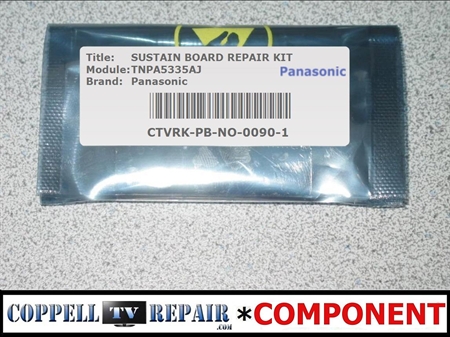 Title: SUSTAIN BOARD REPAIR KIT
Module: TNPA5335AJ
Brand: Panasonic
Panasonic
CTVRK-PB-NO-0090-1
COPPELL TV REPAIR .COM *COMPONENT